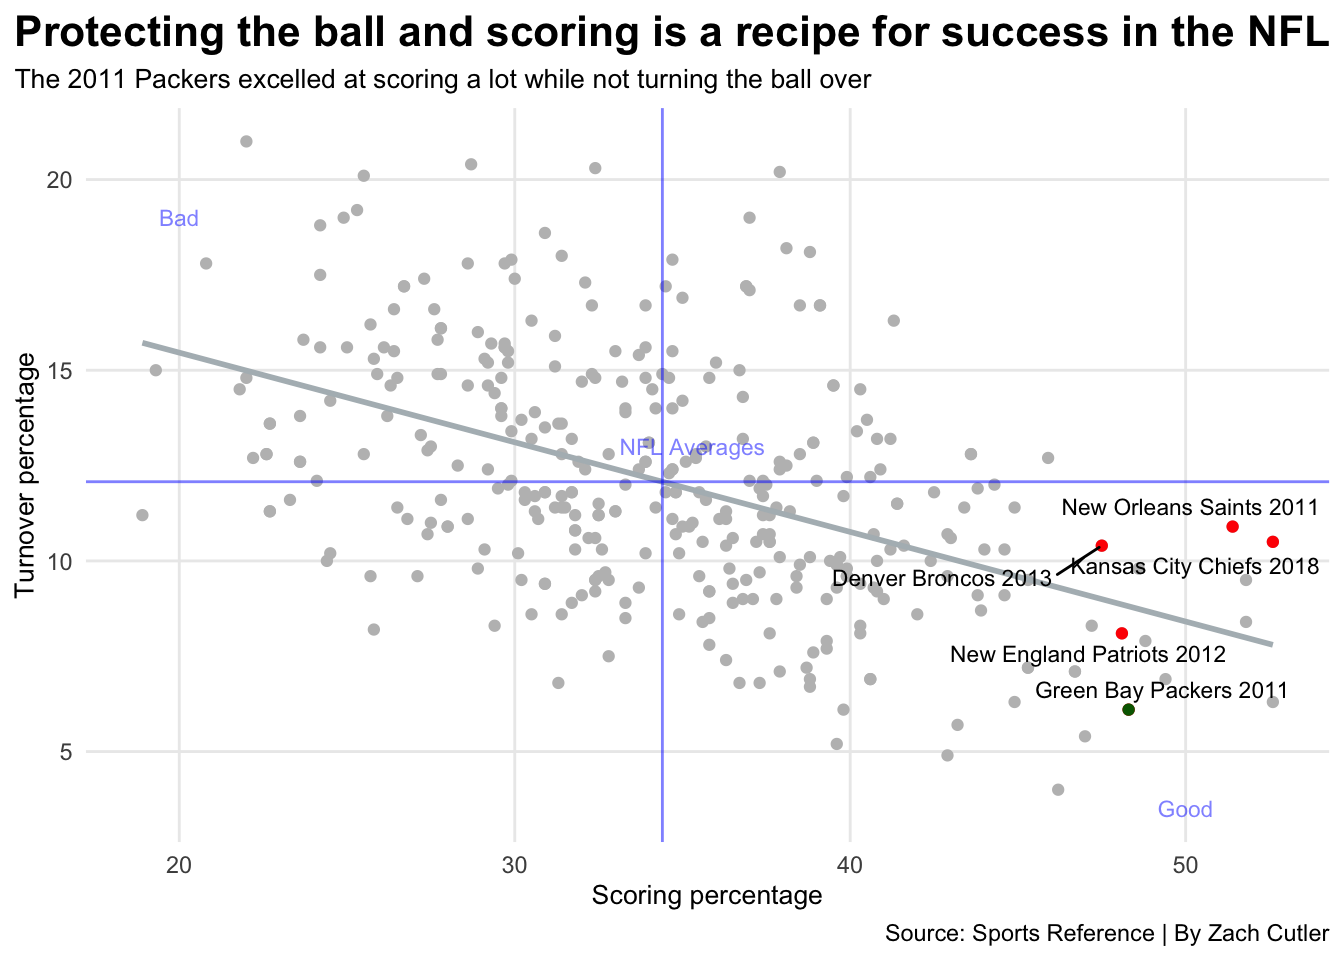 Protecting the ball and scoring is a recipe for success in the NFL
The 2011 Packers excelled at scoring a lot while not turning the ball over
20
15
10
5
Turnover percentage
Bad
NFL Averages
New Orleans Saints 2011
Kansas City Chiefs 2018
Denver Broncos 2013
New England Patriots 2012
Green Bay Packers 2011
Good
20
30
40
50
Scoring percentage
Source: Sports Reference | By Zach Cutler